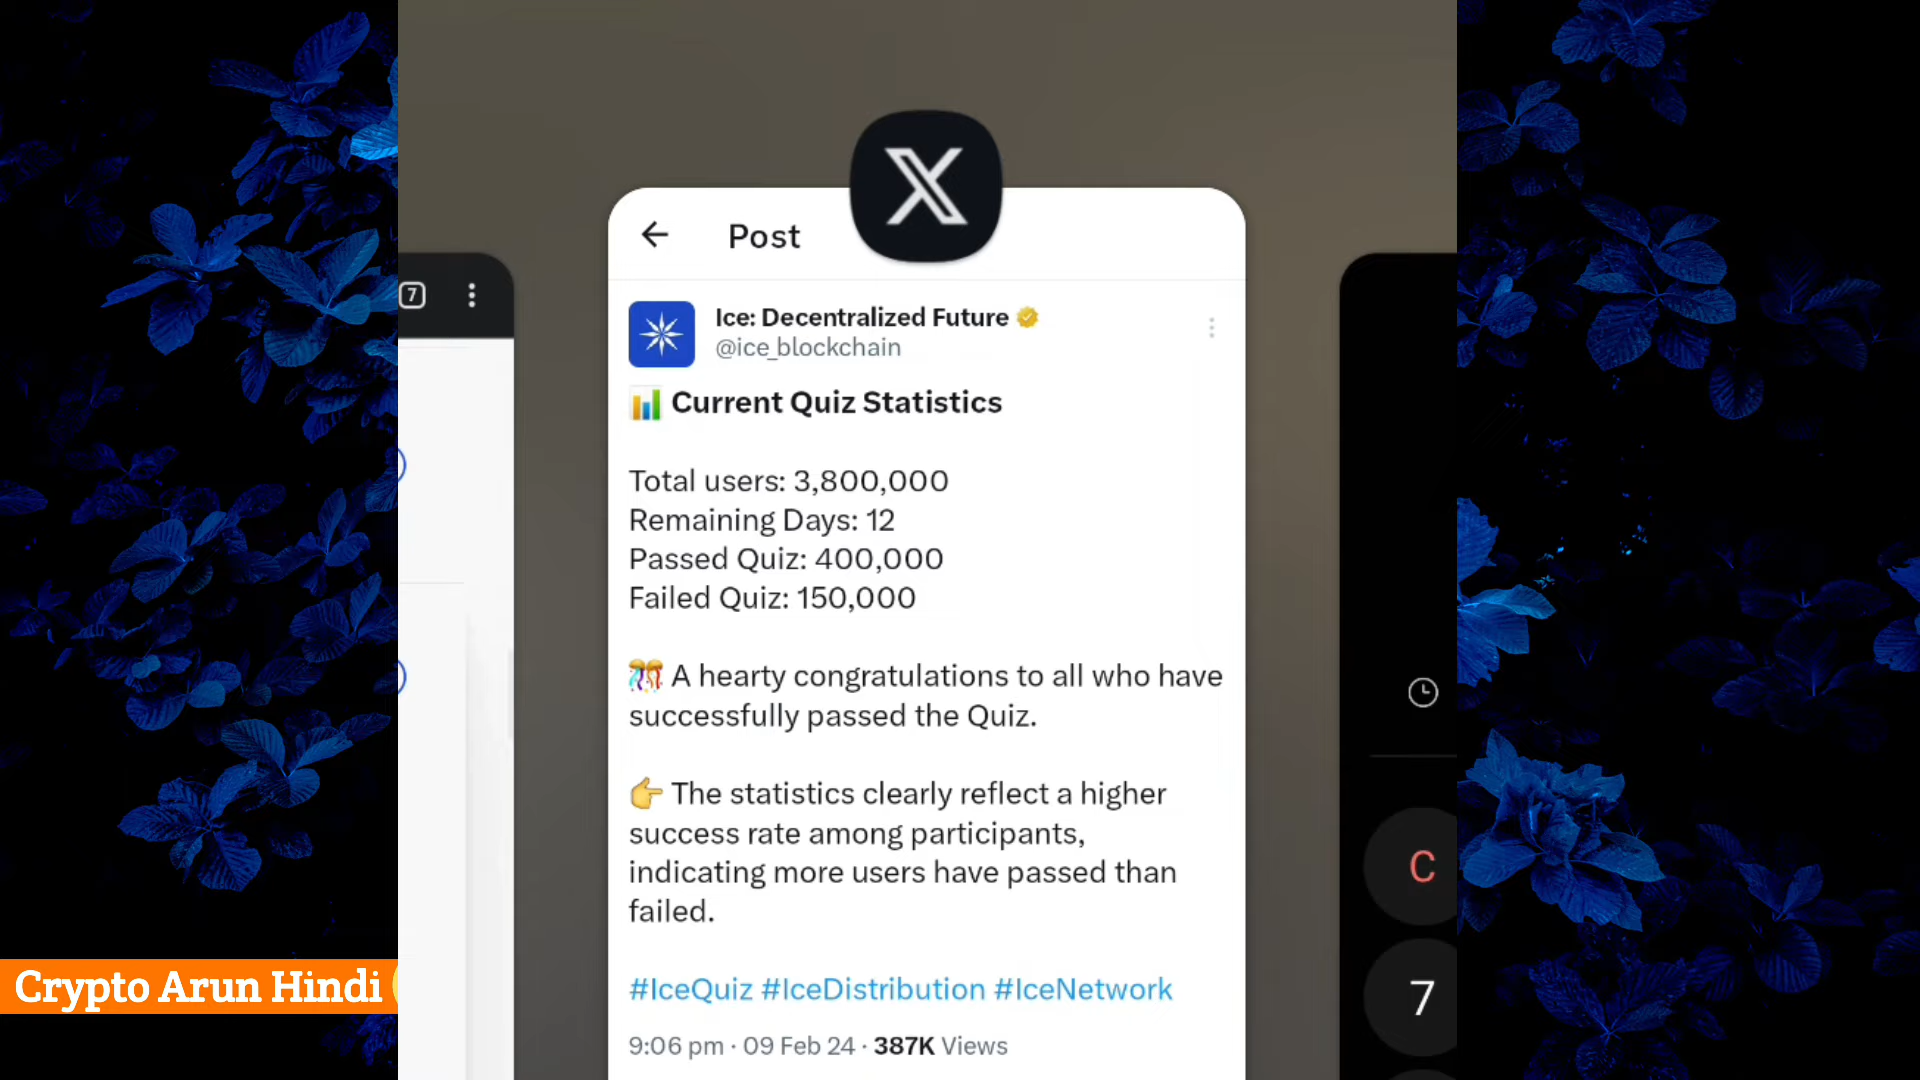 Post
7
Ice: Decentralized Future
@ice_blockchain
Current Quiz Statistics
Total users: 3,800,000
Remaining Days: 12
Passed Quiz: 400,000
Failed Quiz: 150,000
A hearty congratulations to all who have
successfully passed the Quiz.
The statistics clearly reflect a higher
success rate among participants,
indicating more users have passed than
failed.
#IceQuiz #IceDistribution #IceNetwork
9:06 pm · 09 Feb 24 · 387K Views
C
7
Crypto Arun Hindi